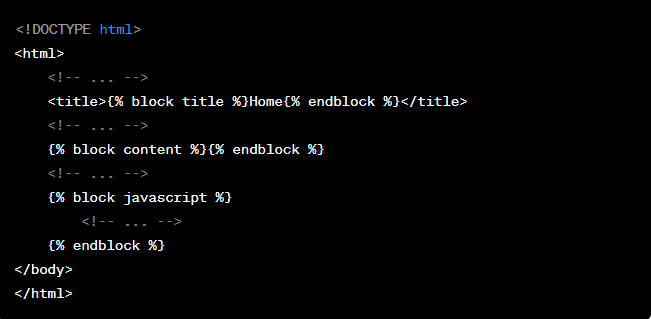 <!DOCTYPE html>
<html>
<!-- ... -->
<title>{% block title %}Home{% endblock %}</title>
<!-- ... -->
{% block content %}{% endblock %}
<!-- ... -->
{% block javascript %}
<!-- ... -->
{% endblock %}
</body>
</html>